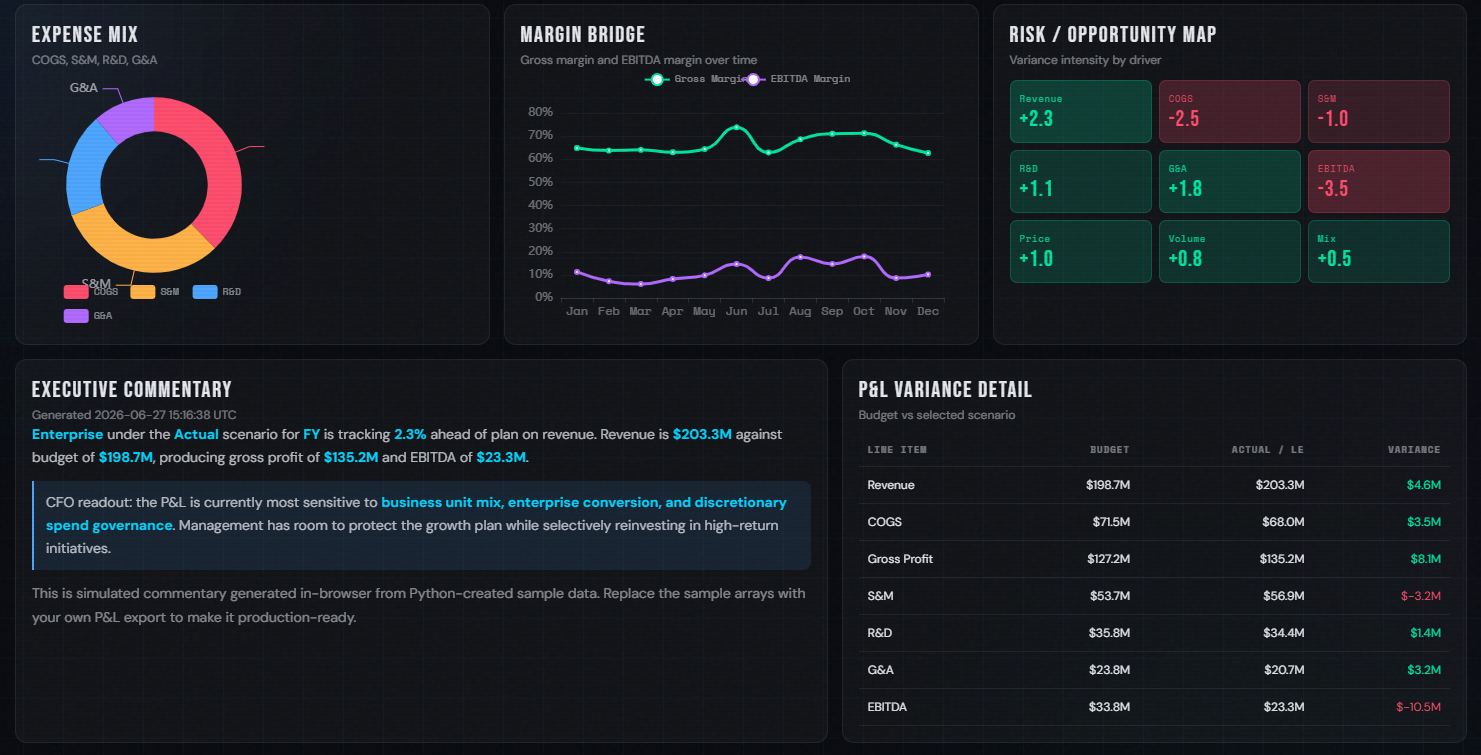 EXPENSE MIX
COGS, S&M, R&D, G&A
G&A
S&M
COGS S&M R&D
G&A
MARGIN BRIDGE
Gross margin and EBITDA margin over time
Gross Margin EBITDA Margin
80%
70%
60%
50%
40%
30%
20%
10%
0%
Jan Feb Mar Apr May Jun Jul Aug Sep Oct Nov Dec
RISK / OPPORTUNITY MAP
Variance intensity by driver
Revenue COGS S&M
+2.3 -2.5 -1.0
R&D G&A EBITDA
+1.1 +1.8 -3.5
Price Volume Mix
+1.0 +0.8 +0.5
EXECUTIVE COMMENTARY
Generated 2026-06-27 15:16:38 UTC
Enterprise under the Actual scenario for FY is tracking 2.3% ahead of plan on revenue. Revenue is $203.3M against
budget of $198.7M, producing gross profit of $135.2M and EBITDA of $23.3M.
CFO readout: the P&L is currently most sensitive to business unit mix, enterprise conversion, and discretionary
spend governance. Management has room to protect the growth plan while selectively reinvesting in high-return
initiatives.
This is simulated commentary generated in-browser from Python-created sample data. Replace the sample arrays with
your own P&L export to make it production-ready.
P&L VARIANCE DETAIL
Budget vs selected scenario
LINE ITEM BUDGET ACTUAL / LE VARIANCE
Revenue $198.7M $203.3M $4.6M
COGS $71.5M $68.0M $3.5M
Gross Profit $127.2M $135.2M $8.1M
S&M $53.7M $56.9M $-3.2M
R&D $35.8M $34.4M $1.4M
G&A $23.8M $20.7M $3.2M
EBITDA $33.8M $23.3M $-10.5M